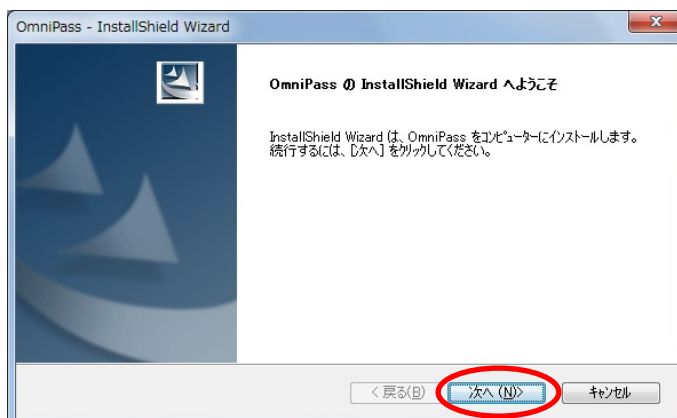 OmniPass - InstallShield Wizard
OmniPass の InstallShield Wizard へようこそ
InstallShield Wizard は、OmniPass をコンピューターにインストールします。
続行するには、[次へ] をクリックしてください。
< 戻る(B)
次へ (N)>
キャンセル